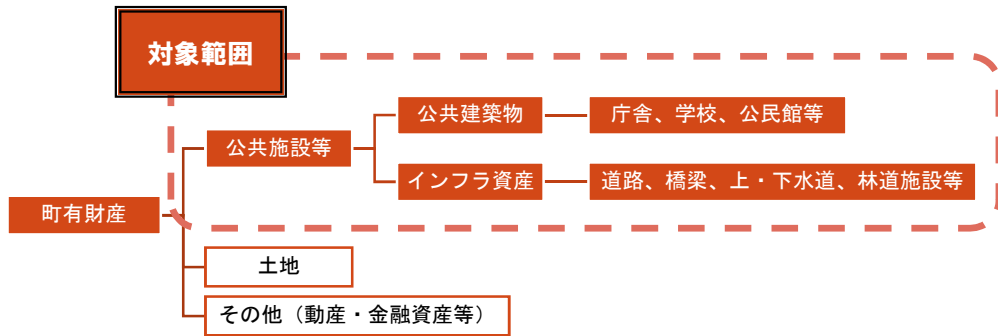 対象範囲
公共建築物
庁舎、学校、公民館等
公共施設等
インフラ資産
道路、橋梁、上・下水道、林道施設等
町有財産
土地
その他（動産・金融資産等）